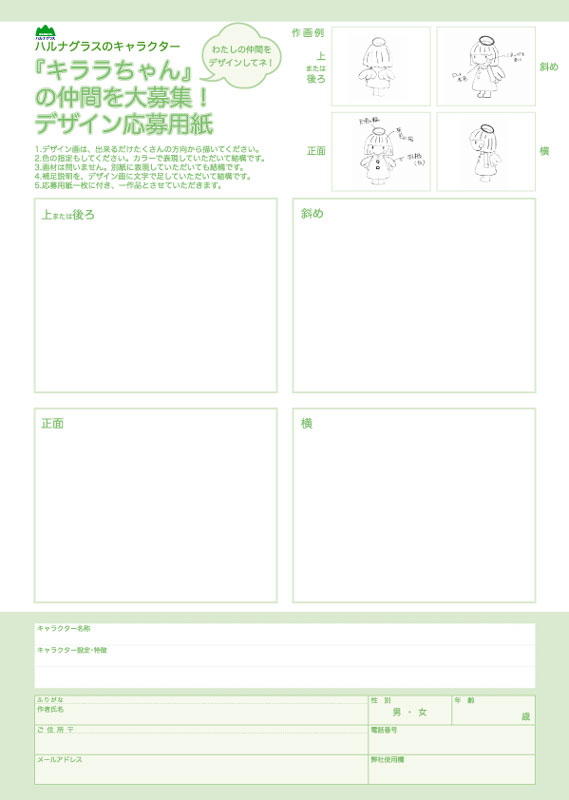 ハルナグラス
ハルナグラスのキャラクター
『キララちゃん』
の仲間を大募集！
デザイン応募用紙
わたしの仲間を
デザインしてネ！
1.デザイン画は、出来るだけたくさんの方向から描いてください。
2.色の指定もしてください。カラーで表現していただいて結構です。
3.画材は問いません。別紙に表現していただいても結構です。
4.補足説明を、デザイン画に文字で足していただいて結構です。
5.応募用紙一枚に付き、一作品とさせていただきます。
作画例
上
または
後ろ
斜め
正面
横
上または後ろ
斜め
正面
横
キャラクター名称
キャラクター設定・特徴
ふりがな
作者氏名
性　別
男 ・ 女
年　齢
歳
ご 住 所 〒
電話番号
メールアドレス
弊社使用欄